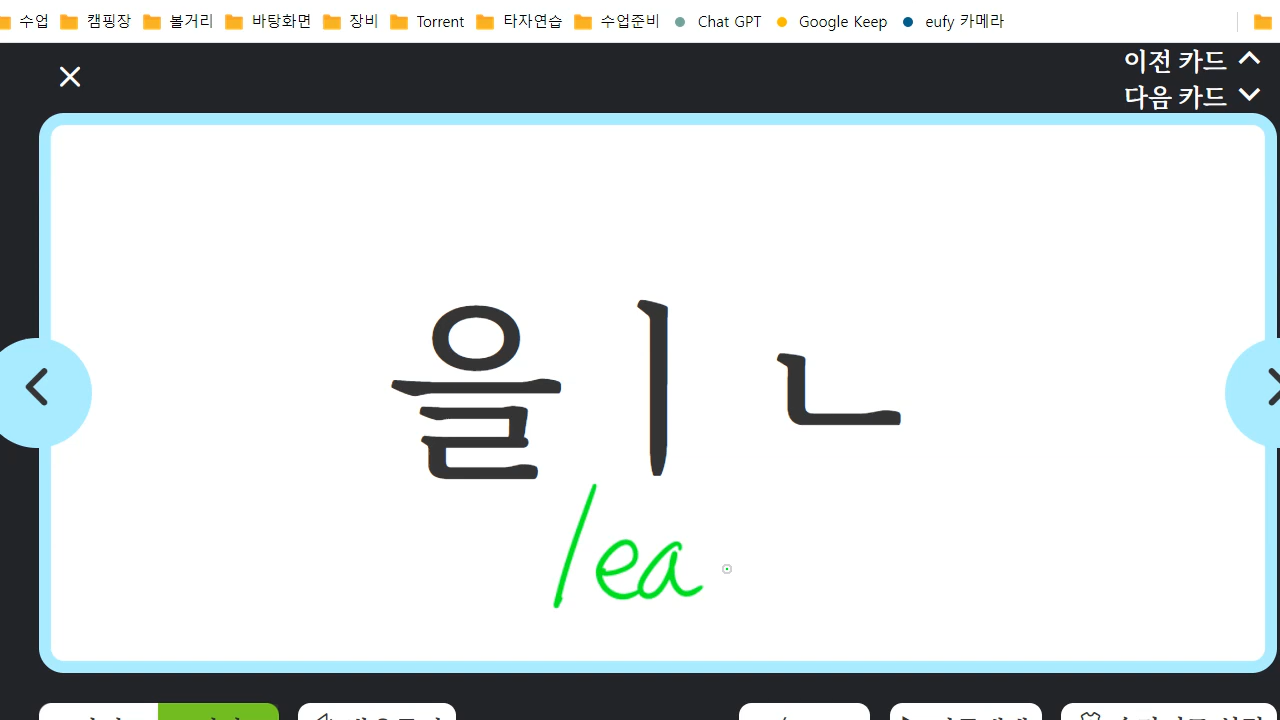 수업 캠핑장 볼거리 바탕화면 장비 Torrent 타자연습 수업준비 Chat GPT Google Keep eufy 카메라
이전 카드
다음 카드
을 ㅣ ㄴ
lea